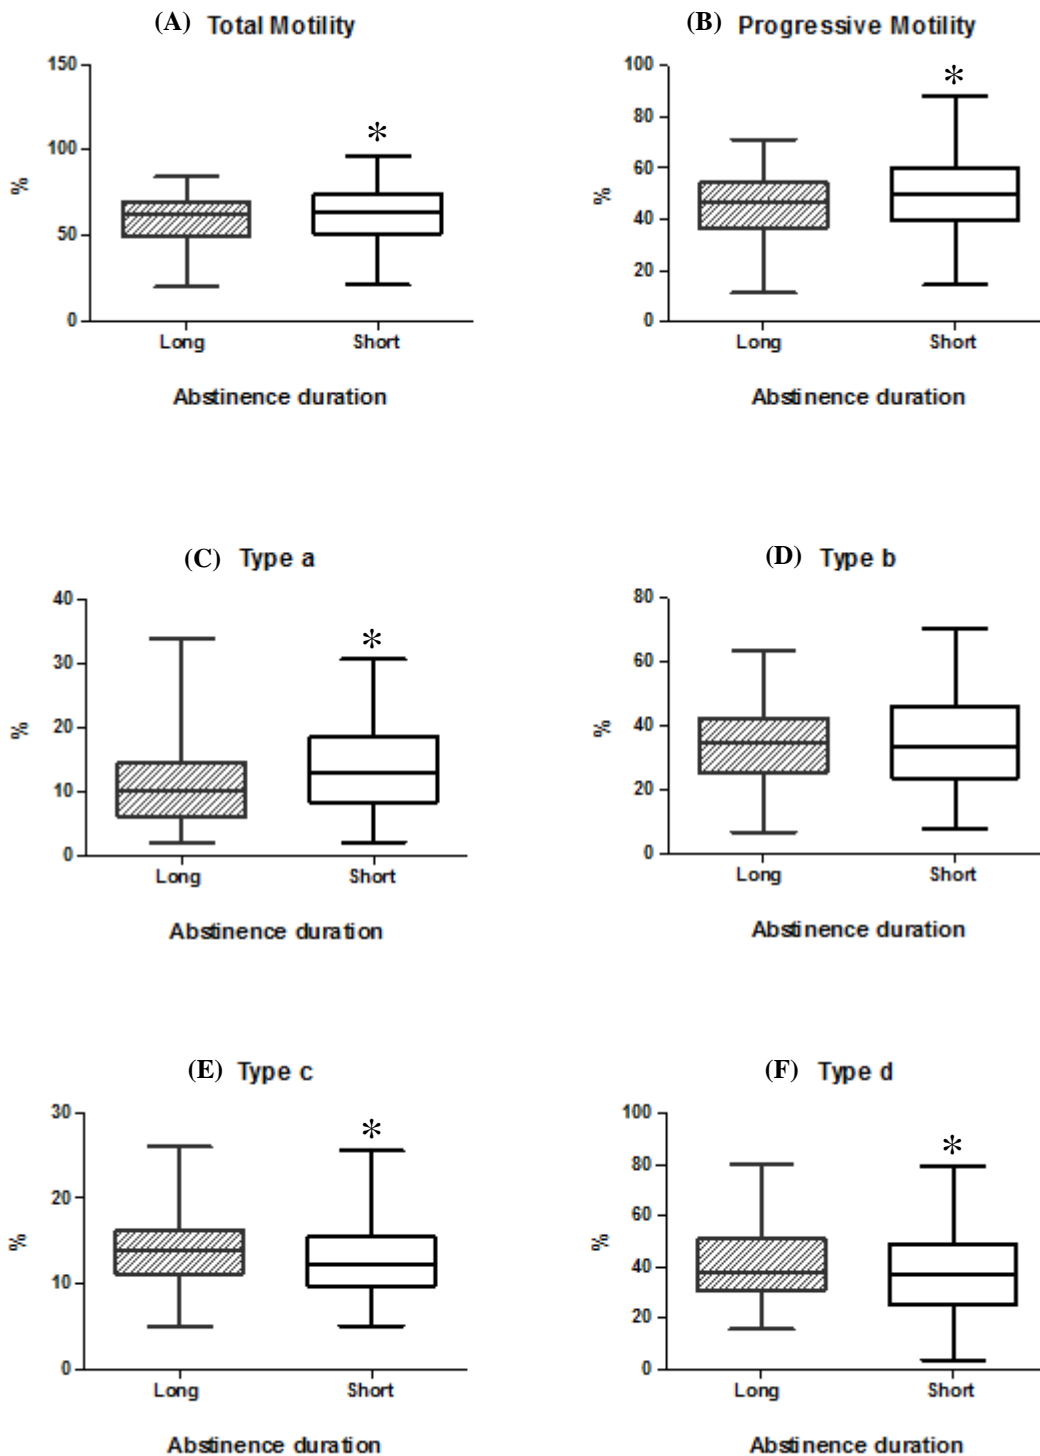 (A) Total Motility
150
100
50
0
%
*
Long Short
Abstinence duration
(B) Progressive Motility
100
80
60
40
20
0
%
*
Long Short
Abstinence duration
(C) Type a
40
30
20
10
0
%
*
Long Short
Abstinence duration
(D) Type b
80
60
40
20
0
%
Long Short
Abstinence duration
(E) Type c
30
20
10
0
%
*
Long Short
Abstinence duration
(F) Type d
100
80
60
40
20
0
%
*
Long Short
Abstinence duration